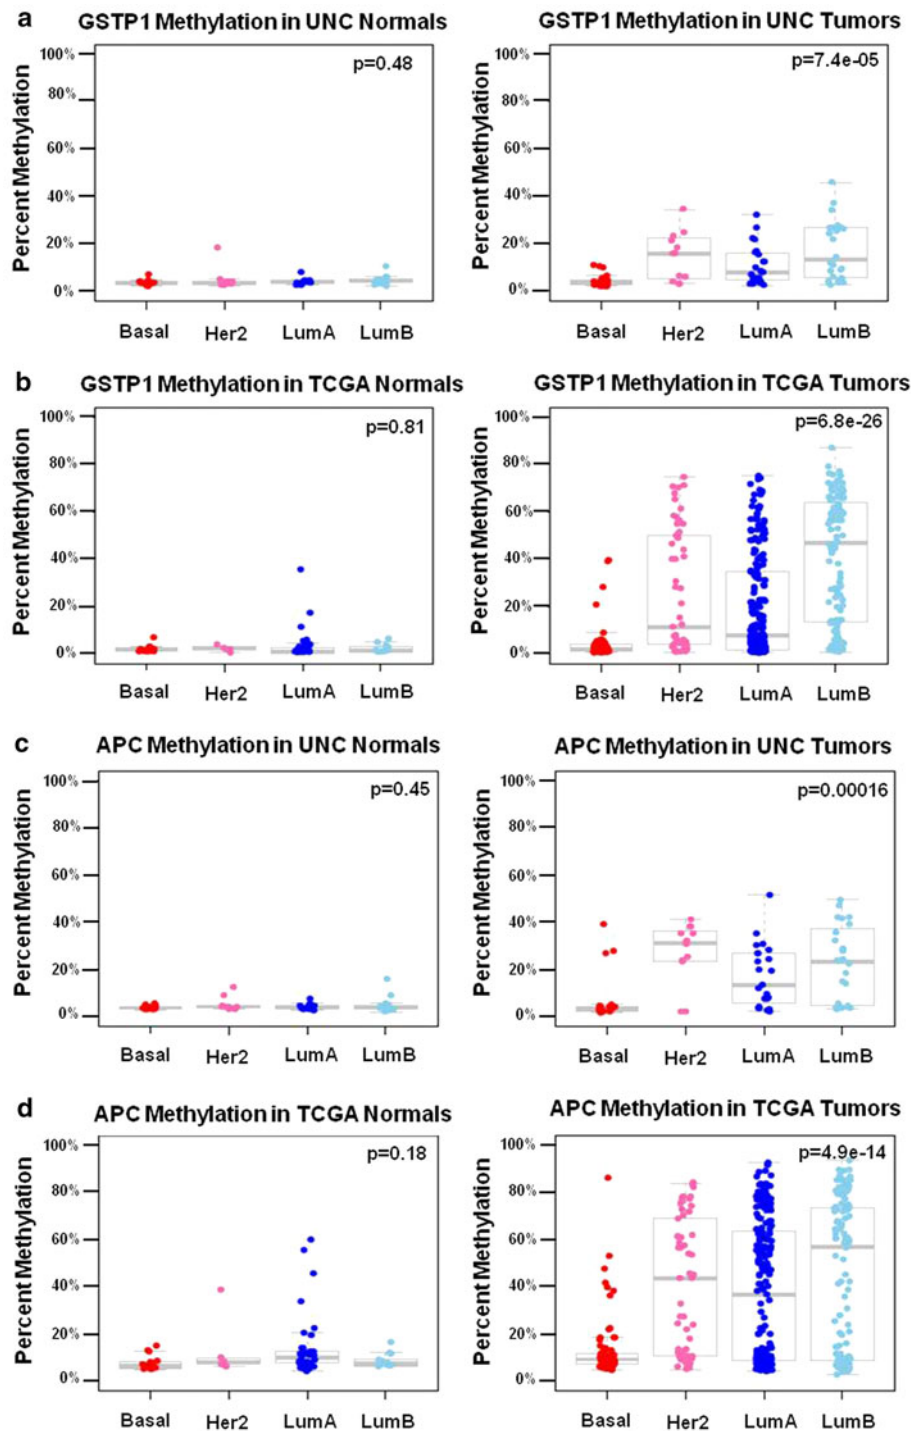 a
GSTP1 Methylation in UNC Normals
Percent Methylation
100%
80%
60%
40%
20%
0%
p=0.48
Basal Her2 LumA LumB
GSTP1 Methylation in UNC Tumors
Percent Methylation
100%
80%
60%
40%
20%
0%
p=7.4e-05
Basal Her2 LumA LumB
b
GSTP1 Methylation in TCGA Normals
Percent Methylation
100%
80%
60%
40%
20%
0%
p=0.81
Basal Her2 LumA LumB
GSTP1 Methylation in TCGA Tumors
Percent Methylation
100%
80%
60%
40%
20%
0%
p=6.8e-26
Basal Her2 LumA LumB
c
APC Methylation in UNC Normals
Percent Methylation
100%
80%
60%
40%
20%
0%
p=0.45
Basal Her2 LumA LumB
APC Methylation in UNC Tumors
Percent Methylation
100%
80%
60%
40%
20%
0%
p=0.00016
Basal Her2 LumA LumB
d
APC Methylation in TCGA Normals
Percent Methylation
100%
80%
60%
40%
20%
0%
p=0.18
Basal Her2 LumA LumB
APC Methylation in TCGA Tumors
Percent Methylation
100%
80%
60%
40%
20%
0%
p=4.9e-14
Basal Her2 LumA LumB